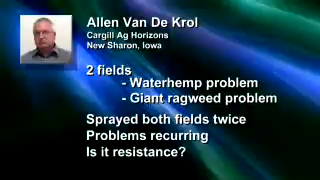 Allen Van De Krol
Cargill Ag Horizons
New Sharon, Iowa
2 fields
- Waterhemp problem
- Giant ragweed problem
Sprayed both fields twice
Problems recurring
Is it resistance?